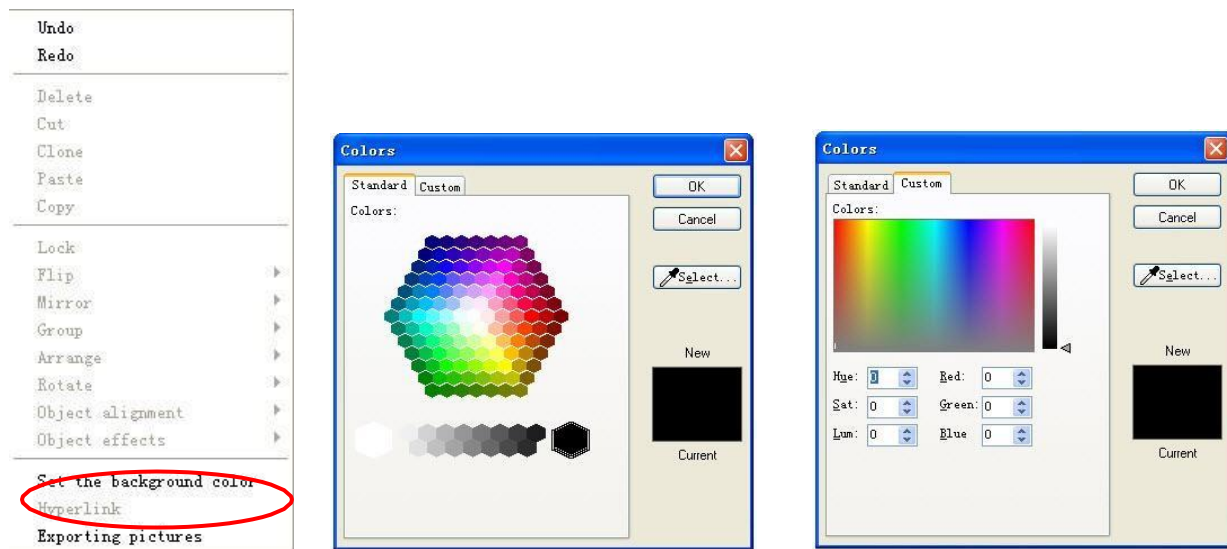 Undo
Redo
Delete
Cut
Clone
Paste
Copy
Lock
Flip
Mirror
Group
Arrange
Rotate
Object alignment
Object effects
Set the background color
Hyperlink
Exporting pictures
Colors
Standard Custom
Colors:
OK
Cancel
Select...
New
Current
Colors
Standard Custom
Colors:
Hue: 0 Red: 0
Sat: 0 Green: 0
Lum: 0 Blue 0
OK
Cancel
Select...
New
Current